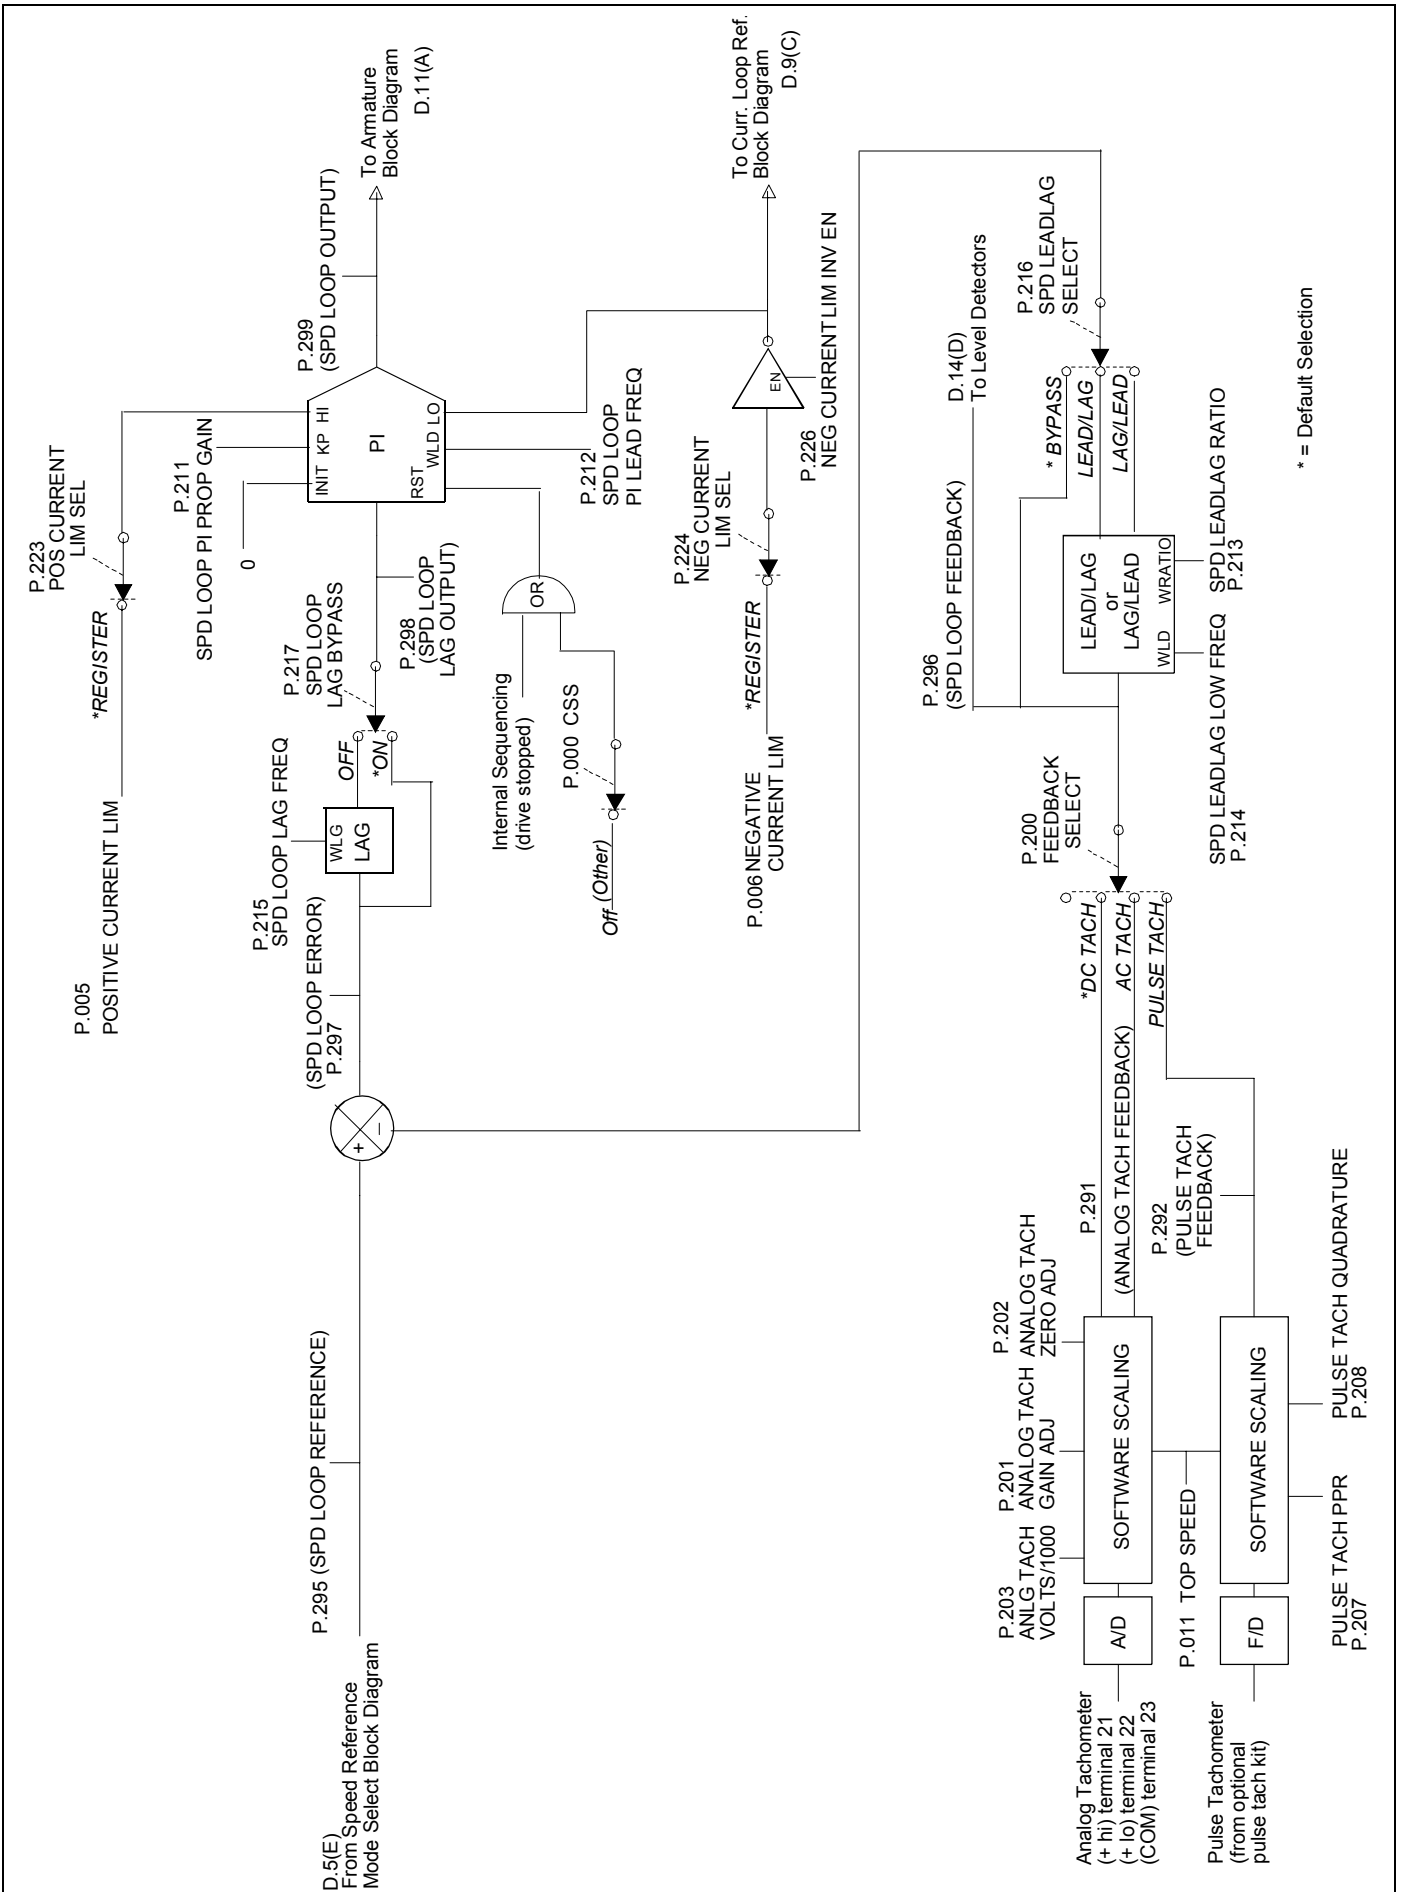 P.005
POSITIVE CURRENT LIM
*REGISTER
P.223
POS CURRENT
LIM SEL
P.211
SPD LOOP PI PROP GAIN
0
P.299
(SPD LOOP OUTPUT)
To Armature
Block Diagram
D.11(A)
INIT
KP
HI
PI
RST
WLD
LO
D.5(E)
From Speed Reference
Mode Select Block Diagram
P.295 (SPD LOOP REFERENCE)
+
–
(SPD LOOP ERROR)
P.297
P.215
SPD LOOP LAG FREQ
WLG
LAG
OFF
*ON
P.217
SPD LOOP
LAG BYPASS
P.298
(SPD LOOP
LAG OUTPUT)
Internal Sequencing
(drive stopped)
OR
P.000 CSS
Off (Other)
P.212
SPD LOOP
PI LEAD FREQ
P.006 NEGATIVE
CURRENT LIM
*REGISTER
P.224
NEG CURRENT
LIM SEL
EN
P.226
NEG CURRENT LIM INV EN
To Curr. Loop Ref.
Block Diagram
D.9(C)
P.296
(SPD LOOP FEEDBACK)
D.14(D)
To Level Detectors
P.216
SPD LEADLAG
SELECT
* BYPASS
LEAD/LAG
LAG/LEAD
LEAD/LAG
or
LAG/LEAD
WLD
WRATIO
SPD LEADLAG LOW FREQ
P.214
SPD LEADLAG RATIO
P.213
P.200
FEEDBACK
SELECT
*DC TACH
AC TACH
PULSE TACH
P.291
(ANALOG TACH FEEDBACK)
P.292
(PULSE TACH
FEEDBACK)
P.203
ANLG TACH
VOLTS/1000
P.201
ANALOG TACH
GAIN ADJ
P.202
ANALOG TACH
ZERO ADJ
Analog Tachometer
(+ hi) terminal 21
(+ lo) terminal 22
(COM) terminal 23
A/D
SOFTWARE SCALING
P.011 TOP SPEED
Pulse Tachometer
(from optional
pulse tach kit)
F/D
SOFTWARE SCALING
PULSE TACH PPR
P.207
PULSE TACH QUADRATURE
P.208
* = Default Selection